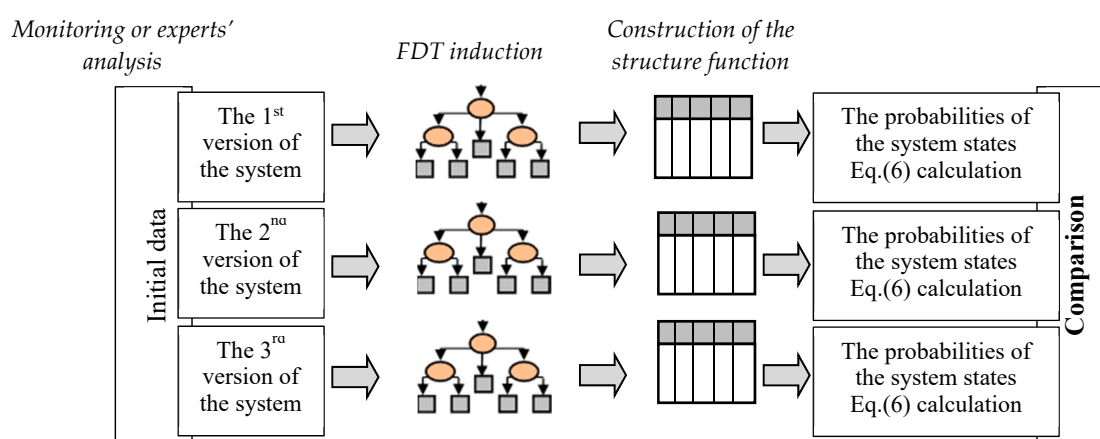 Monitoring or experts'
analysis
FDT induction
Construction of the
structure function
Initial data
The 1st
version of
the system
The probabilities of
the system states
Eq.(6) calculation
The 2nd
version of
the system
The probabilities of
the system states
Eq.(6) calculation
The 3rd
version of
the system
The probabilities of
the system states
Eq.(6) calculation
Comparison